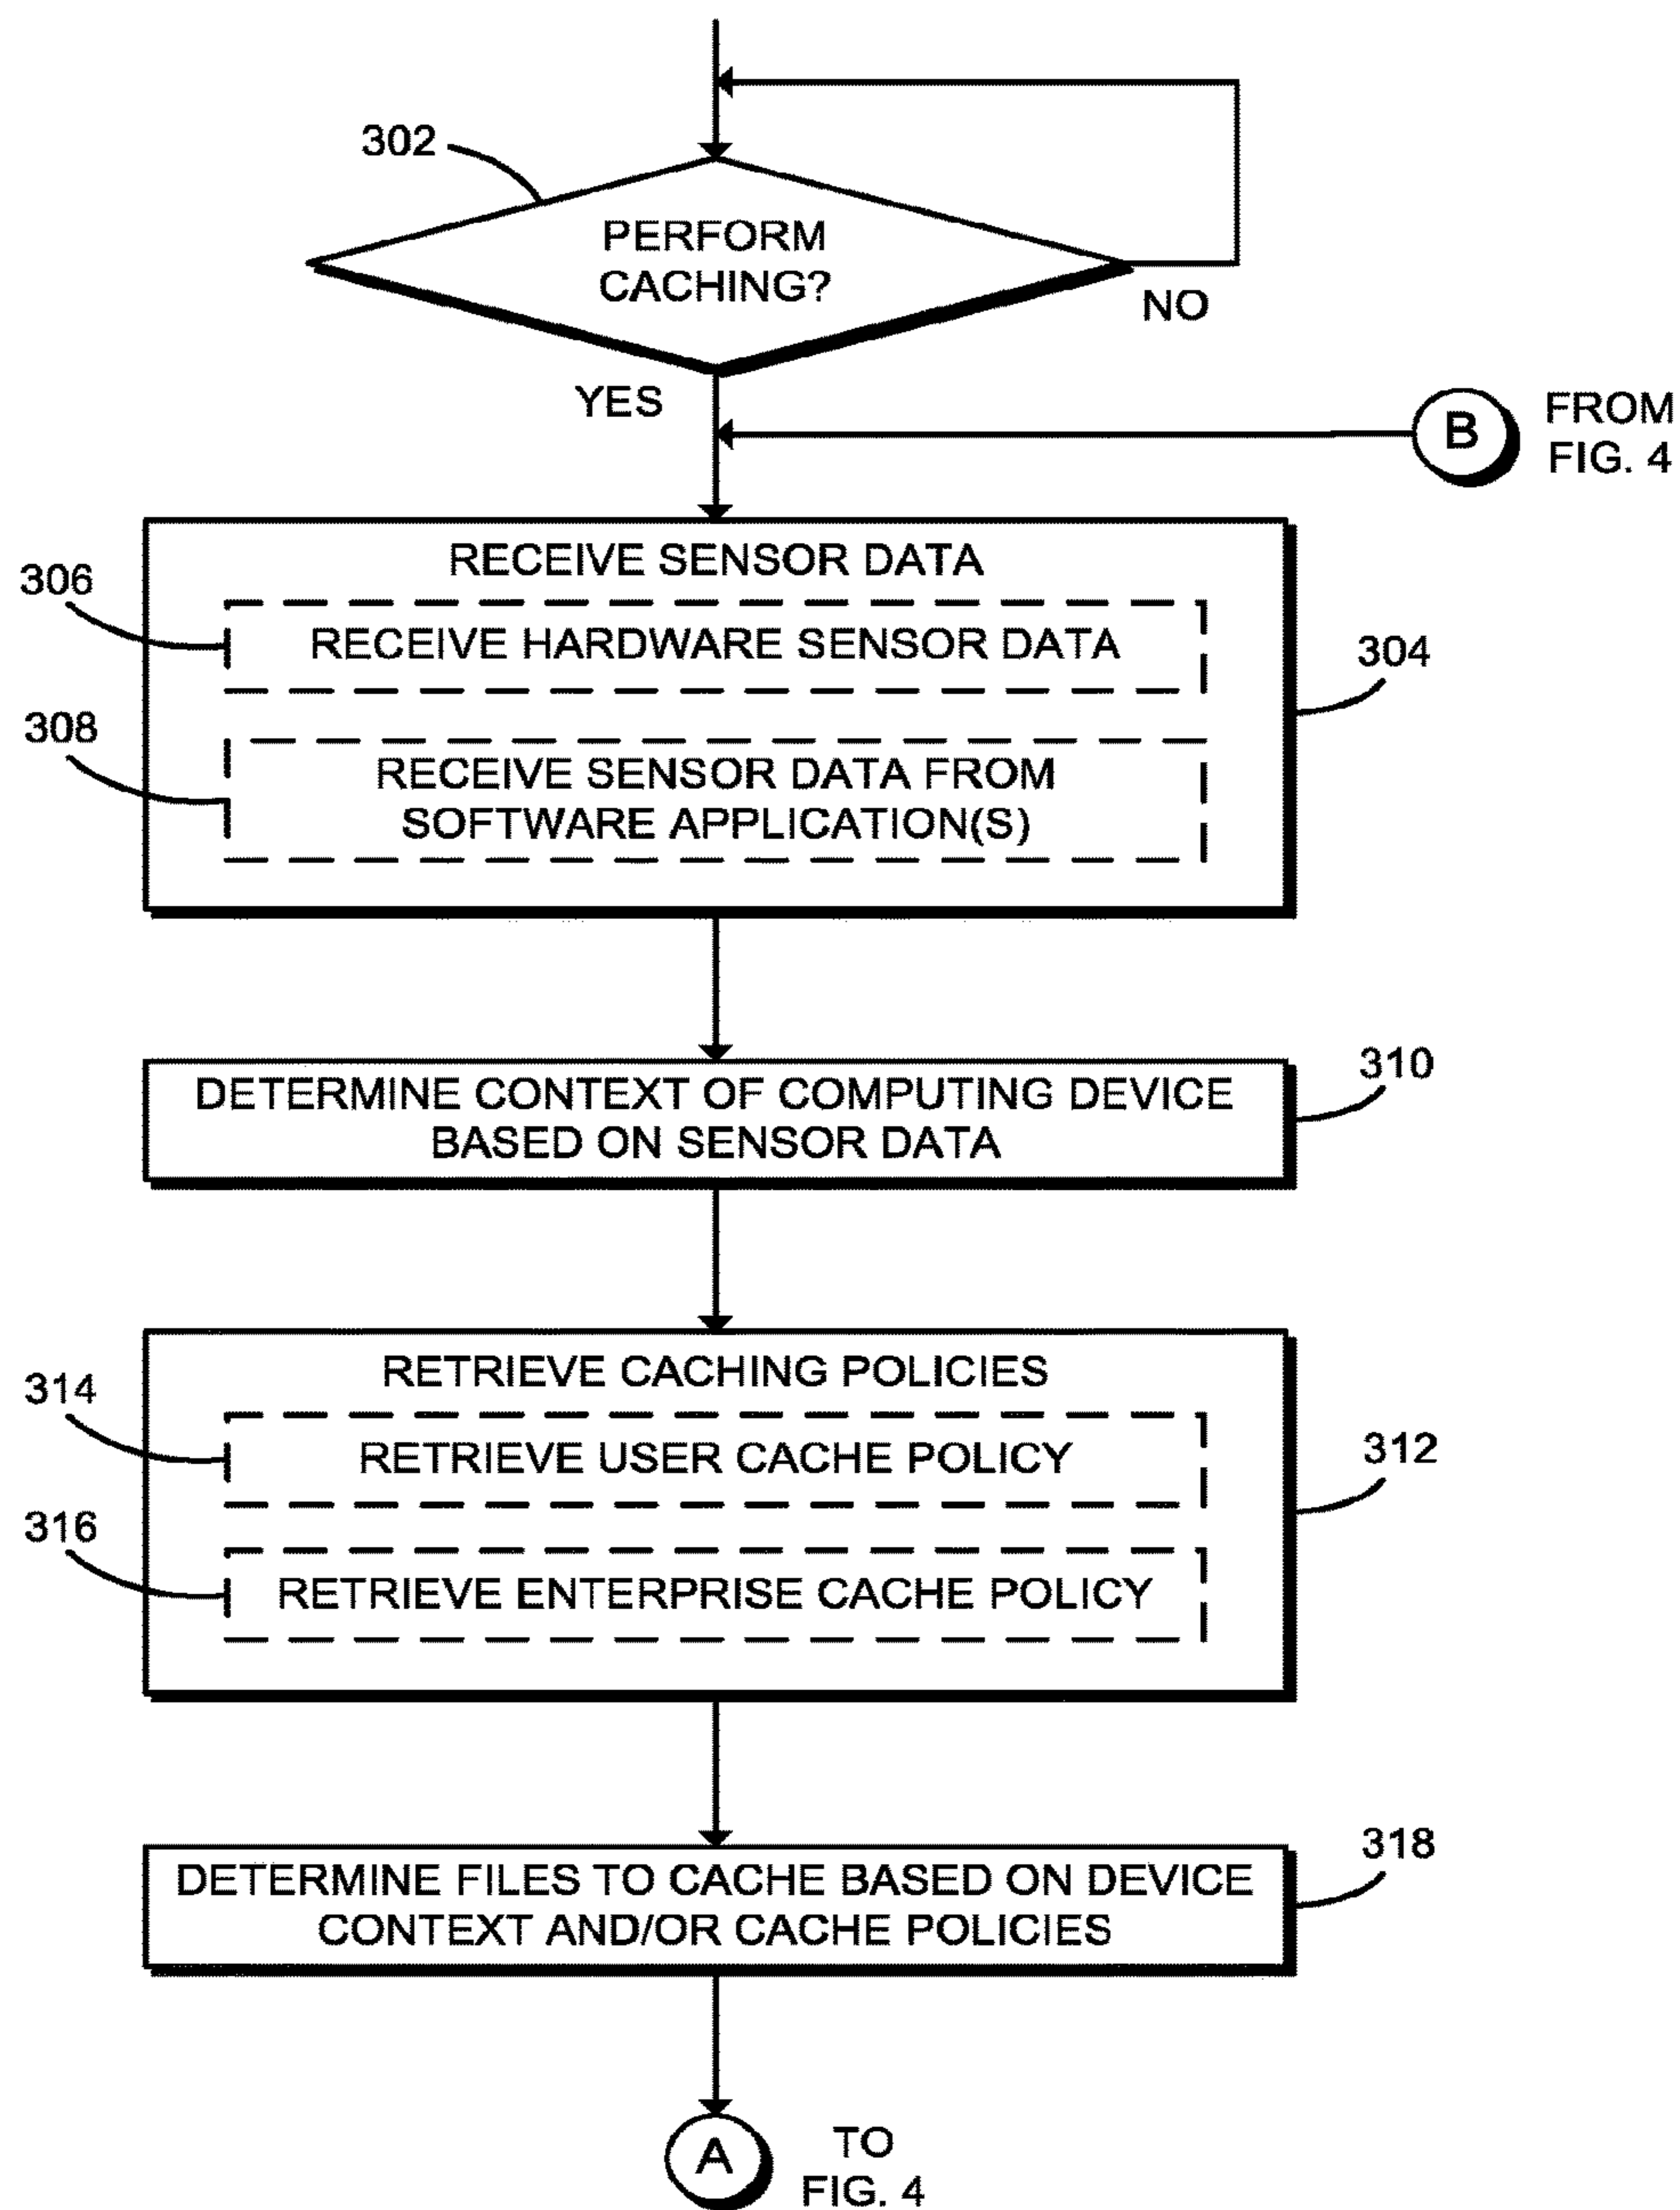 302
PERFORM
CACHING?
NO
YES
B
FROM
FIG. 4
RECEIVE SENSOR DATA
306
RECEIVE HARDWARE SENSOR DATA
304
308
RECEIVE SENSOR DATA FROM
SOFTWARE APPLICATION(S)
310
DETERMINE CONTEXT OF COMPUTING DEVICE
BASED ON SENSOR DATA
RETRIEVE CACHING POLICIES
314
RETRIEVE USER CACHE POLICY
312
316
RETRIEVE ENTERPRISE CACHE POLICY
318
DETERMINE FILES TO CACHE BASED ON DEVICE
CONTEXT AND/OR CACHE POLICIES
A
TO
FIG. 4